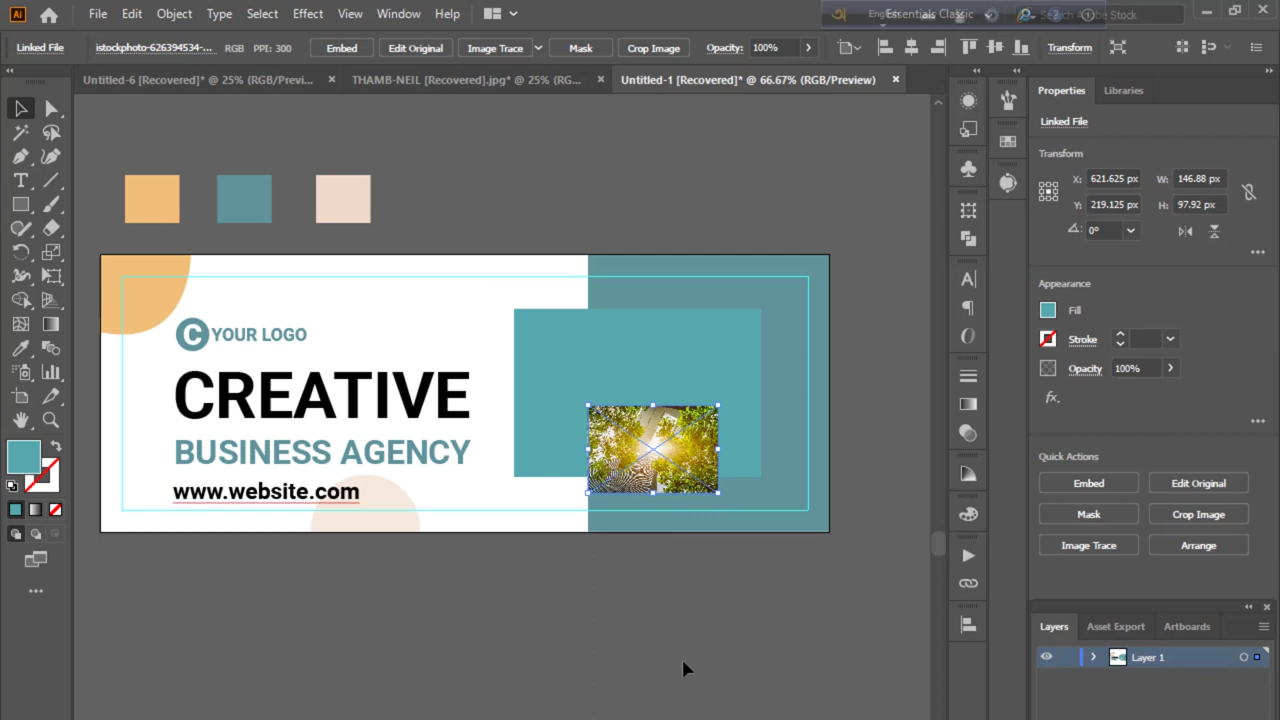 Ai File Edit Object Type Select Effect View Window Help Essentials Classic
Linked File istockphoto-626394534-... RGB PPI: 300 Embed Edit Original Image Trace Mask Crop Image Opacity: 100% Transform
Untitled-6 [Recovered]* @ 25% (RGB/Previ... × THAMB-NEIL [Recovered].jpg* @ 25% (RG... × Untitled-1 [Recovered]* @ 66.67% (RGB/Preview) ×
Properties Libraries
Linked File
Transform
X: 621.625 px W: 146.88 px
Y: 219.125 px H: 97.92 px
0°
Appearance
Fill
Stroke
Opacity 100%
fx.
Quick Actions
Embed Edit Original
Mask Crop Image
Image Trace Arrange
Layers Asset Export Artboards
Layer 1
C YOUR LOGO
CREATIVE
BUSINESS AGENCY
www.website.com